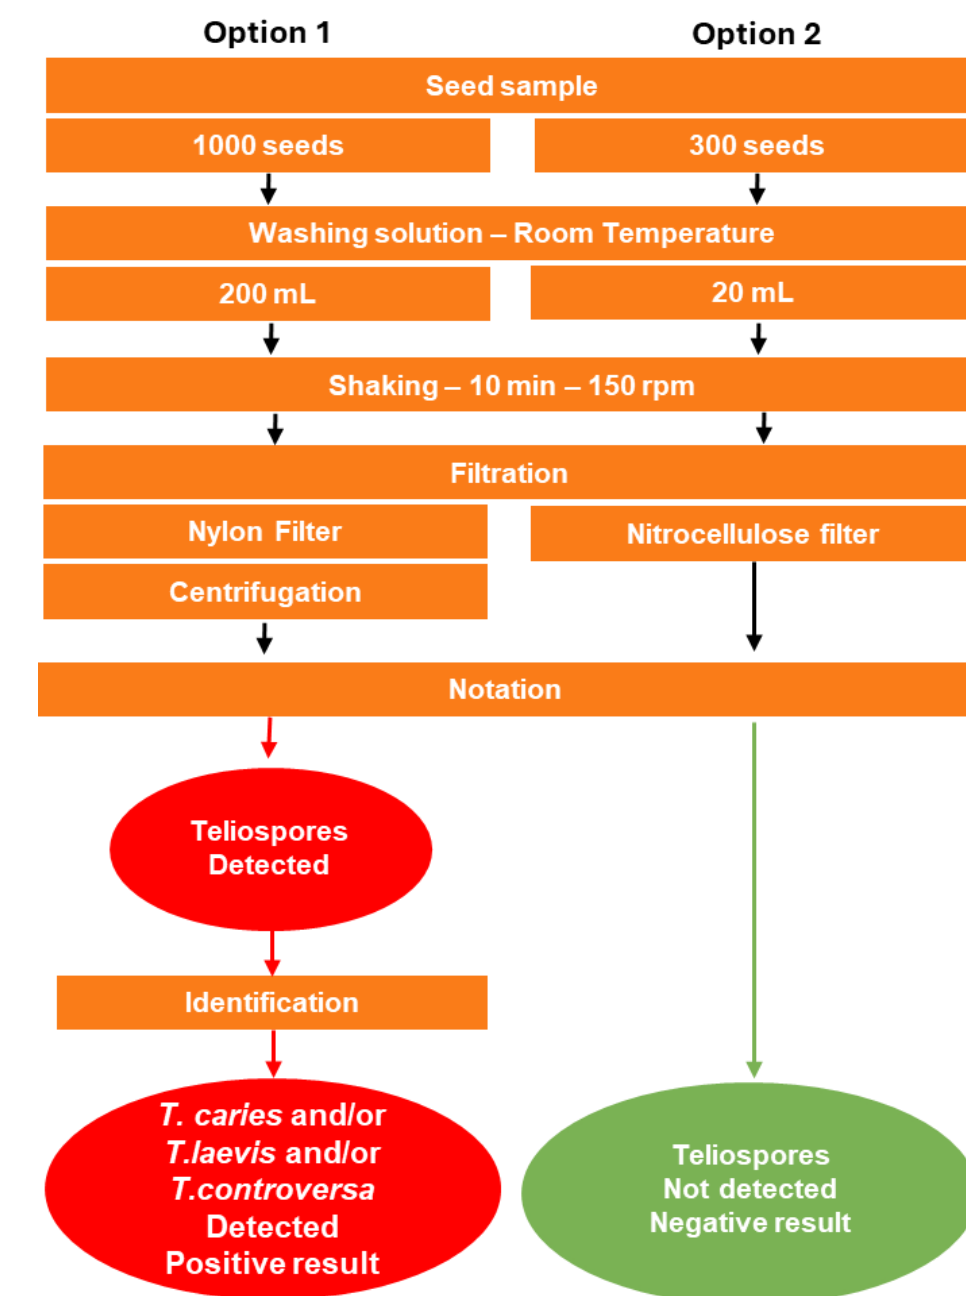 Option 1
Option 2
Seed sample
1000 seeds
300 seeds
Washing solution – Room Temperature
200 mL
20 mL
Shaking – 10 min – 150 rpm
Filtration
Nylon Filter
Nitrocellulose filter
Centrifugation
Notation
Teliospores
Detected
Identification
T. caries and/or
T.laevis and/or
T.controversa
Detected
Positive result
Teliospores
Not detected
Negative result